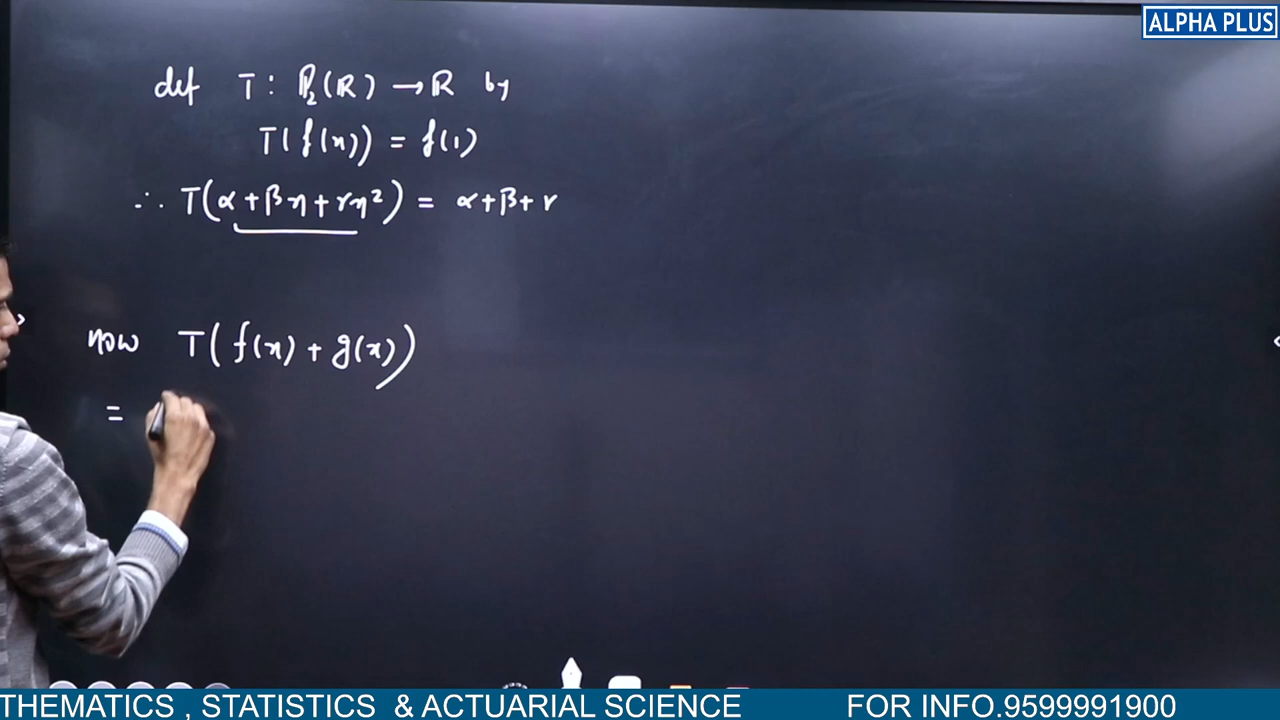 ALPHA PLUS
def T : P₂(R) → R by
T(f(x)) = f(1)
∴ T(α + βx + γx²) = α + β + γ
now T(f(x) + g(x))
=
THEMATICS , STATISTICS & ACTUARIAL SCIENCE FOR INFO.9599991900